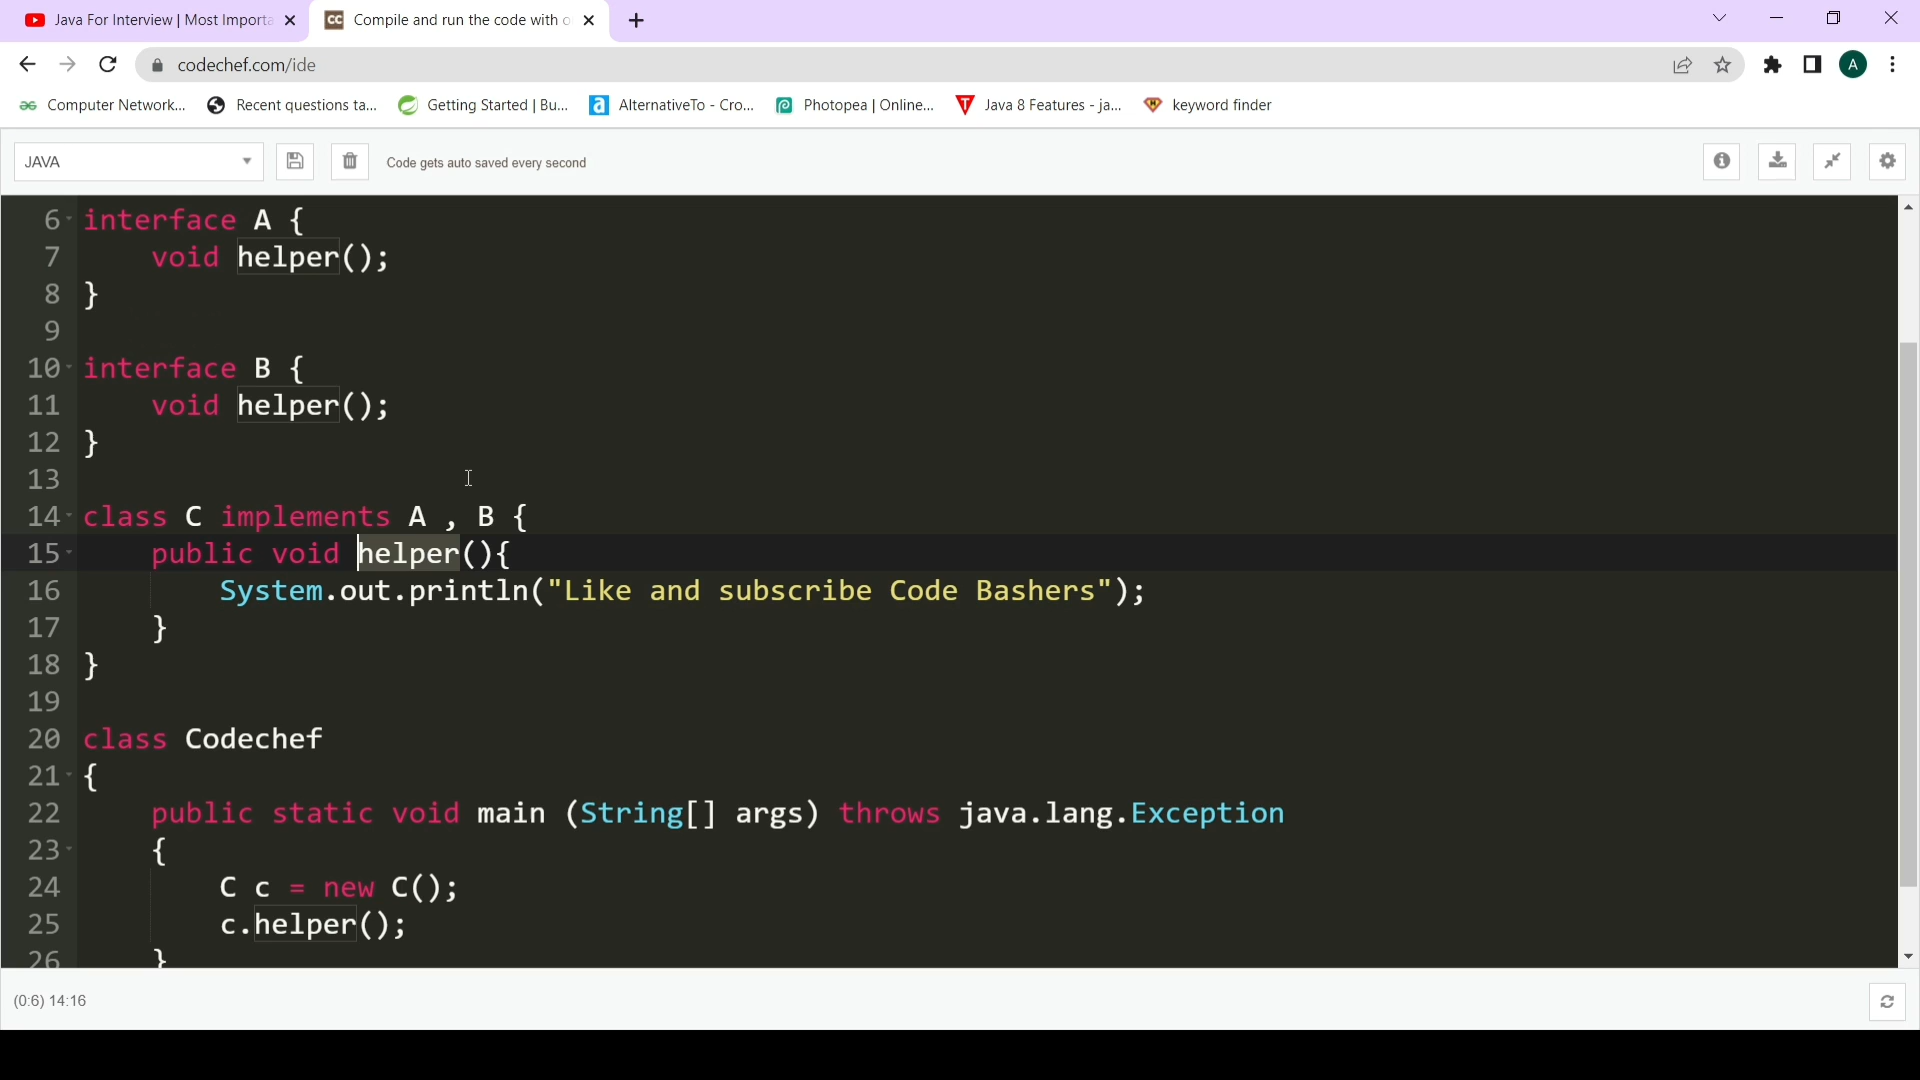 Java For Interview | Most Importa
Compile and run the code with o
codechef.com/ide
A
Computer Network...
Recent questions ta...
Getting Started | Bu...
AlternativeTo - Cro...
Photopea | Online...
Java 8 Features - ja...
keyword finder
JAVA
Code gets auto saved every second
6 interface A {
7 void helper();
8 }
9
10 interface B {
11 void helper();
12 }
13
14 class C implements A , B {
15 public void helper(){
16 System.out.println("Like and subscribe Code Bashers");
17 }
18 }
19
20 class Codechef
21 {
22 public static void main (String[] args) throws java.lang.Exception
23 {
24 C c = new C();
25 c.helper();
26 }
(0:6) 14:16